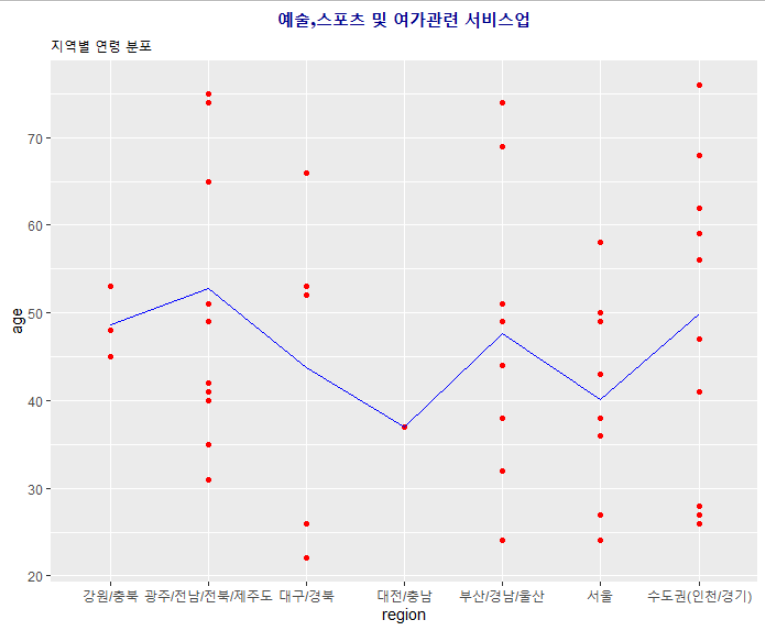 예술,스포츠 및 여가관련 서비스업
지역별 연령 분포
70
60
50
40
30
20
age
강원/충북 광주/전남/전북/제주도 대구/경북 대전/충남 부산/경남/울산 서울 수도권(인천/경기)
region